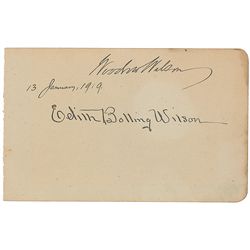 Woodrow Wilson
13 January, 1919
Edith Bolling Wilson